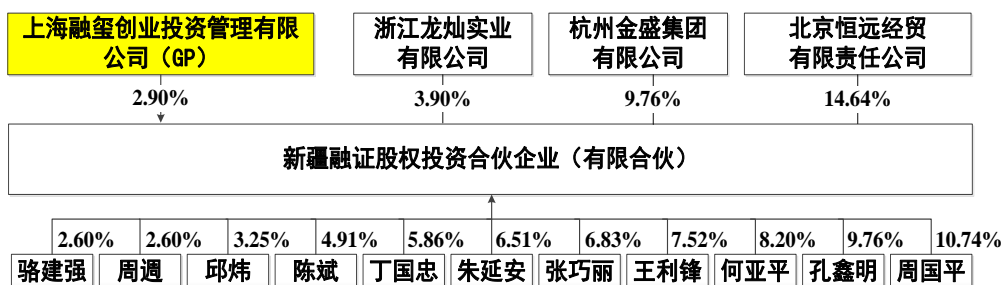 上海融玺创业投资管理有限
公司（GP）
浙江龙灿实业
有限公司
杭州金盛集团
有限公司
北京恒远经贸
有限责任公司
2.90%
3.90%
9.76%
14.64%
新疆融证股权投资合伙企业（有限合伙）
2.60%
2.60%
3.25%
4.91%
5.86%
6.51%
6.83%
7.52%
8.20%
9.76%
10.74%
骆建强
周週
邱炜
陈斌
丁国忠
朱延安
张巧丽
王利锋
何亚平
孔鑫明
周国平